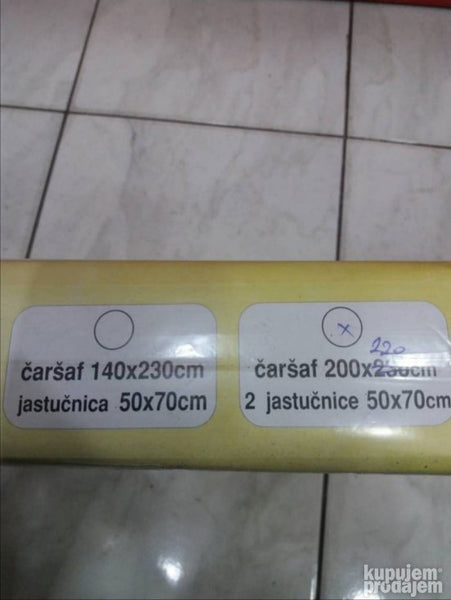 čaršaf 140x230cm
jastučnica 50x70cm
x
220
čaršaf 200x230cm
2 jastučnice 50x70cm
kupujem
prodajem